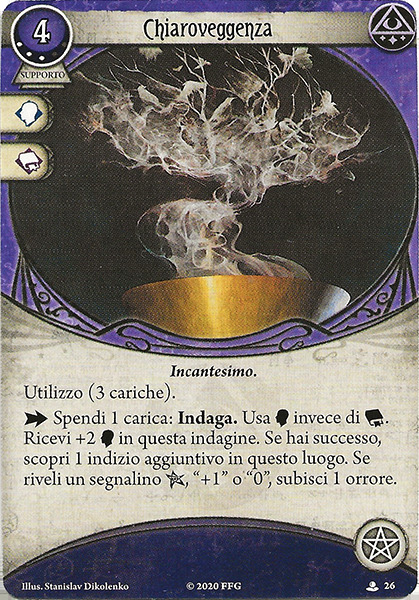 4
Chiaroveggenza
SUPPORTO
Incantesimo.
Utilizzo (3 cariche).
Spendi 1 carica: Indaga. Usa invece di .
Ricevi +2 in questa indagine. Se hai successo,
scopri 1 indizio aggiuntivo in questo luogo. Se
riveli un segnalino , “+1” o “0”, subisci 1 orrore.
Illus. Stanislav Dikolenko
© 2020 FFG
26